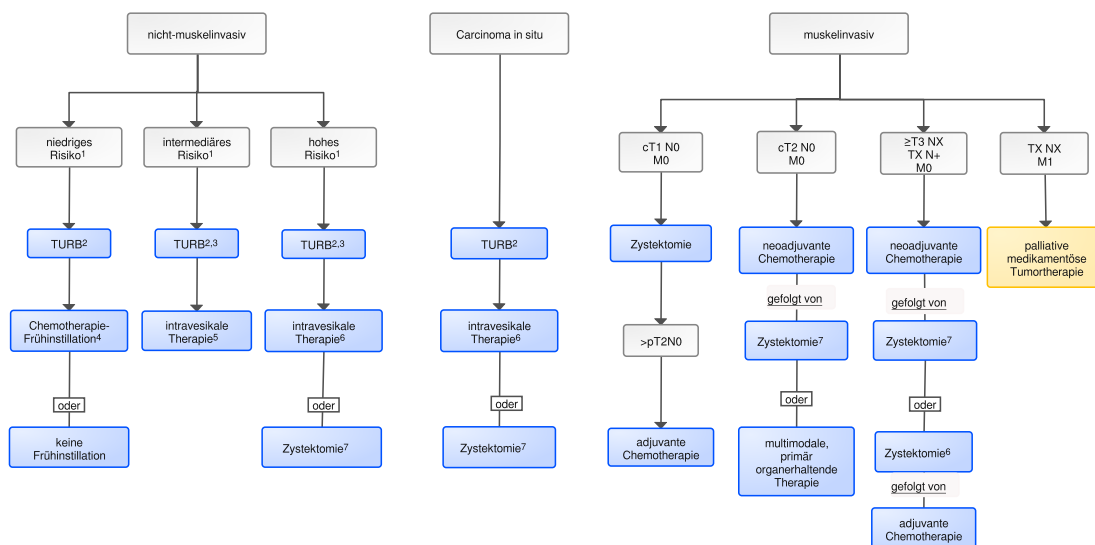 nicht-muskelinvasiv
Carcinoma in situ
muskelinvasiv
niedriges
Risiko¹
intermediäres
Risiko¹
hohes
Risiko¹
cT1 N0
M0
cT2 N0
M0
≥T3 NX
TX N+
M0
TX NX
M1
TURB²
TURB²,³
TURB²,³
TURB²
Zystektomie
neoadjuvante
Chemotherapie
neoadjuvante
Chemotherapie
palliative
medikamentöse
Tumortherapie
gefolgt von
gefolgt von
Chemotherapie-
Frühinstillation⁴
intravesikale
Therapie⁵
intravesikale
Therapie⁶
intravesikale
Therapie⁶
>pT2N0
Zystektomie⁷
Zystektomie⁷
oder
oder
oder
oder
oder
keine
Frühinstillation
Zystektomie⁷
Zystektomie⁷
adjuvante
Chemotherapie
multimodale,
primär
organerhaltende
Therapie
Zystektomie⁶
gefolgt von
adjuvante
Chemotherapie